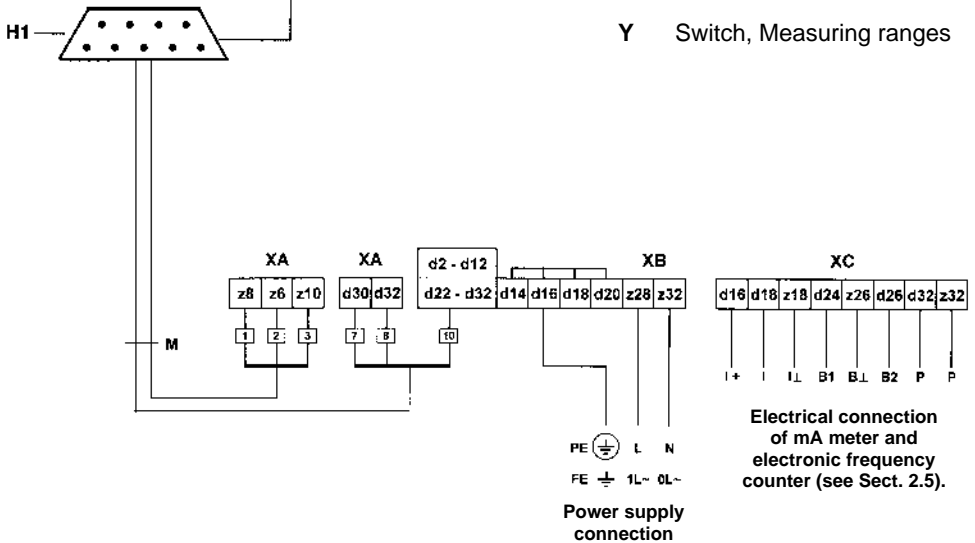 H1
Y Switch, Measuring ranges
XA XA d2 - d12 XB XC
z8 z6 z10 d30 d32 d22 - d32 d14 d16 d18 d20 z28 z32 d16 d18 z18 d24 z26 d26 d32 z32
1 2 3 7 8 10
M
I+ I I⊥ B1 B⊥ B2 P P
PE L N
FE 1L~ 0L~
Power supply
connection
Electrical connection
of mA meter and
electronic frequency
counter (see Sect. 2.5).